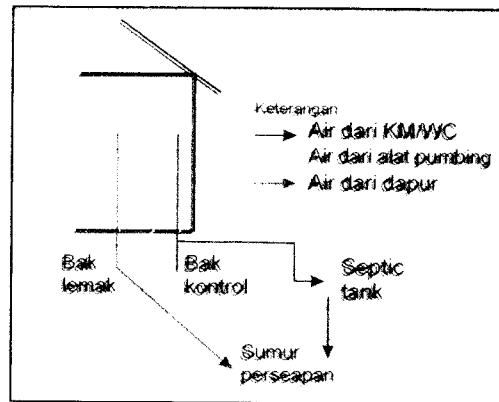 Keterangan
Air dari KM/WC
Air dari alat pumbing
Air dari dapur
Bak
lemak
Bak
kontrol
Septic
tank
Sumur
perseapan